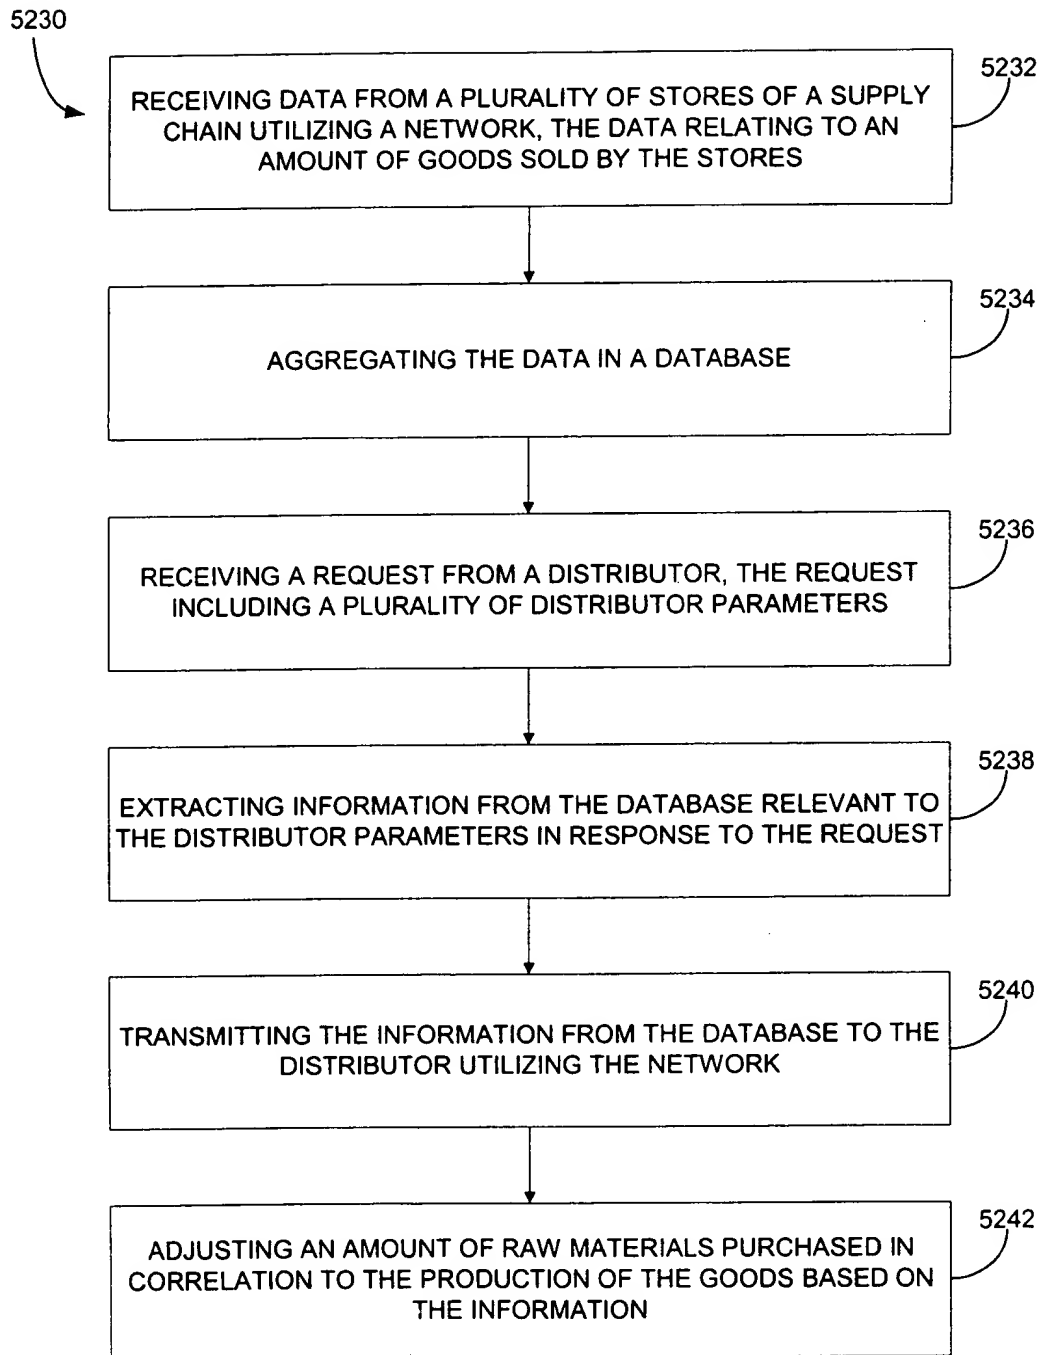 5230
5232
RECEIVING DATA FROM A PLURALITY OF STORES OF A SUPPLY
CHAIN UTILIZING A NETWORK, THE DATA RELATING TO AN
AMOUNT OF GOODS SOLD BY THE STORES
5234
AGGREGATING THE DATA IN A DATABASE
5236
RECEIVING A REQUEST FROM A DISTRIBUTOR, THE REQUEST
INCLUDING A PLURALITY OF DISTRIBUTOR PARAMETERS
5238
EXTRACTING INFORMATION FROM THE DATABASE RELEVANT TO
THE DISTRIBUTOR PARAMETERS IN RESPONSE TO THE REQUEST
5240
TRANSMITTING THE INFORMATION FROM THE DATABASE TO THE
DISTRIBUTOR UTILIZING THE NETWORK
5242
ADJUSTING AN AMOUNT OF RAW MATERIALS PURCHASED IN
CORRELATION TO THE PRODUCTION OF THE GOODS BASED ON
THE INFORMATION